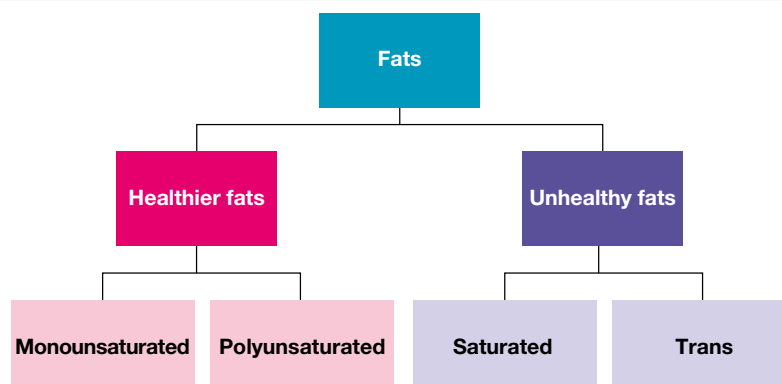 Fats
Healthier fats
Unhealthy fats
Monounsaturated
Polyunsaturated
Saturated
Trans